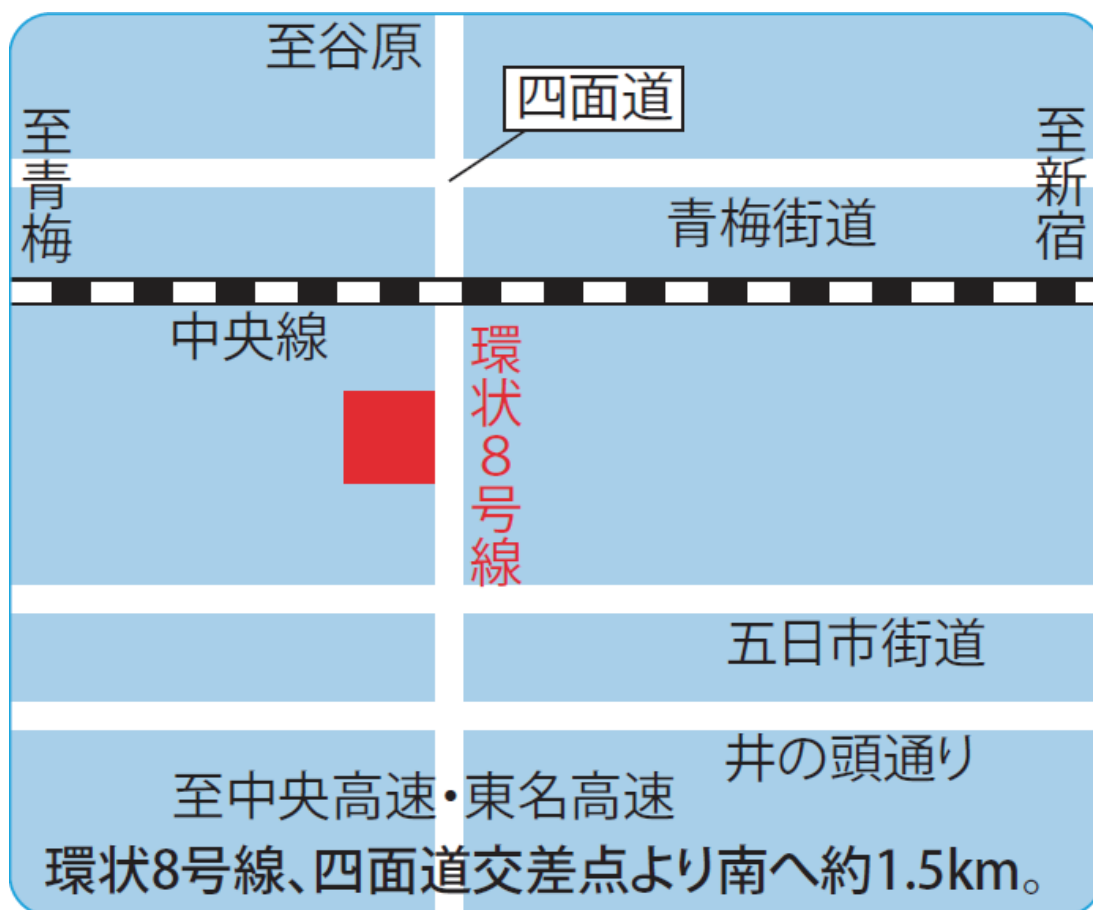 至谷原
四面道
至青梅
至新宿
青梅街道
中央線
環状8号線
五日市街道
井の頭通り
至中央高速・東名高速
環状8号線、四面道交差点より南へ約1.5km。